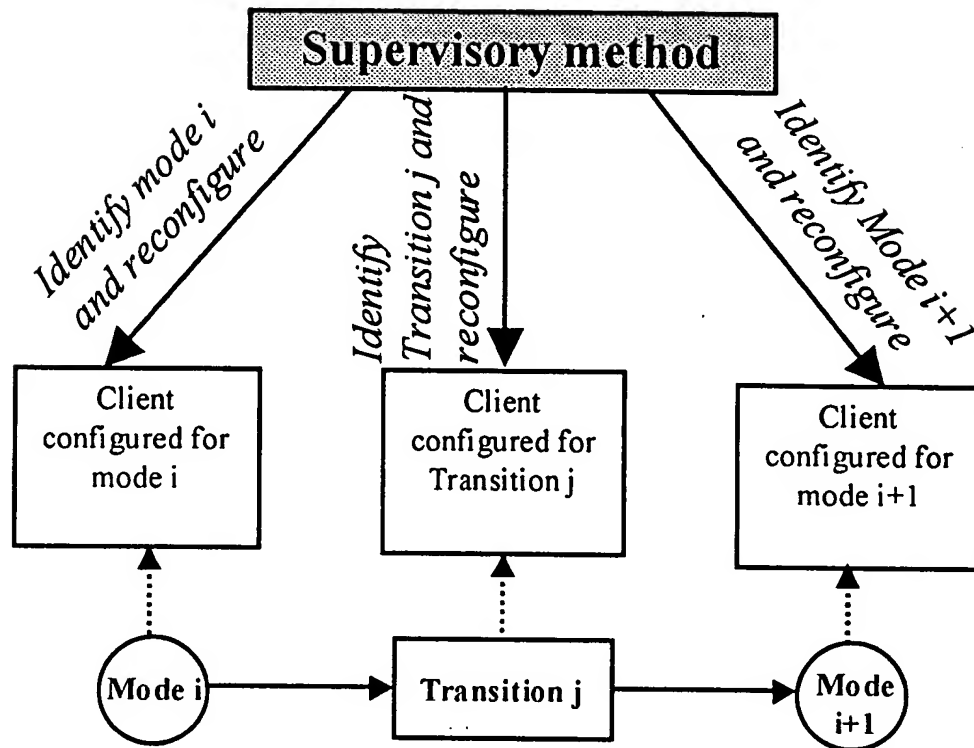 Supervisory method
Identify mode i
and reconfigure
Identify
Transition j and
reconfigure
Identify Mode i+1
and reconfigure
Client
configured for
mode i
Client
configured for
Transition j
Client
configured for
mode i+1
Mode i
Transition j
Mode
i+1